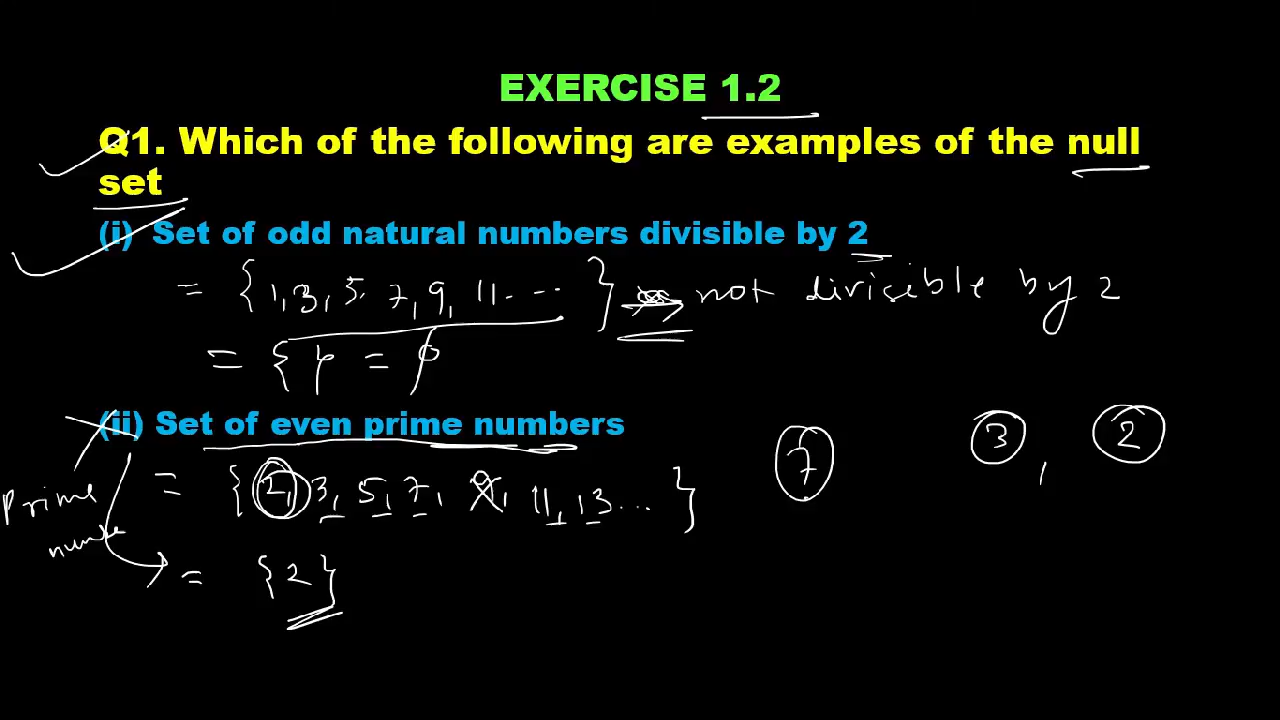 EXERCISE 1.2
Q1. Which of the following are examples of the null
set
(i) Set of odd natural numbers divisible by 2
= {1, 3, 5, 7, 9, 11 ... } not divisible by 2
= { } = ϕ
(ii) Set of even prime numbers
7 3, 2
= {2, 3, 5, 7, 9, 11, 13... }
Prime
numbe
= {2}